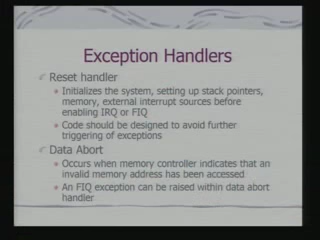 Exception Handlers
Reset handler
Initializes the system, setting up stack pointers,
memory, external interrupt sources before
enabling IRQ or FIQ
Code should be designed to avoid further
triggering of exceptions
Data Abort
Occurs when memory controller indicates that an
invalid memory address has been accessed
An FIQ exception can be raised within data abort
handler